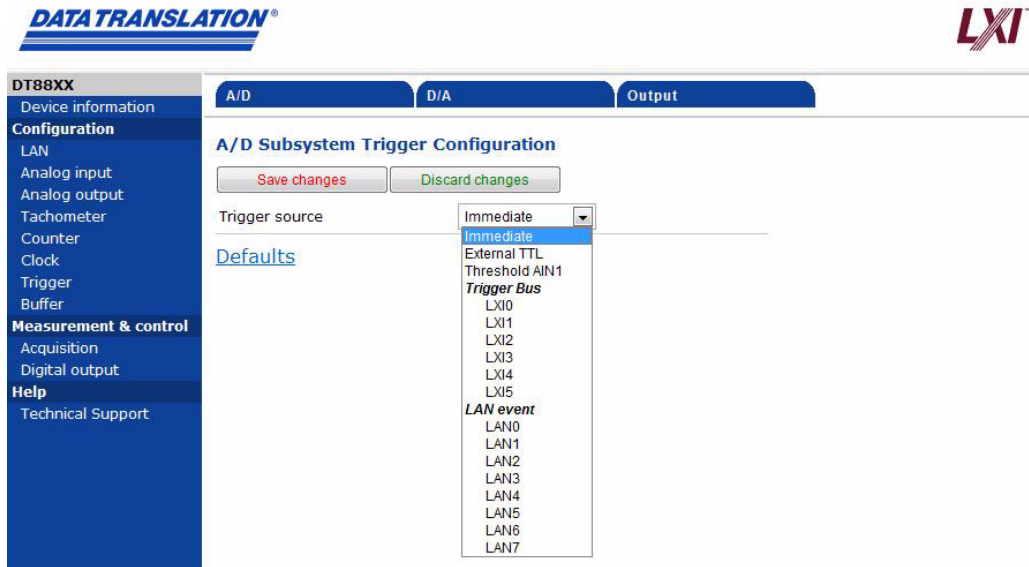 DATA TRANSLATION®
LXI
DT88XX
Device information
Configuration
LAN
Analog input
Analog output
Tachometer
Counter
Clock
Trigger
Buffer
Measurement & control
Acquisition
Digital output
Help
Technical Support
A/D
D/A
Output
A/D Subsystem Trigger Configuration
Save changes
Discard changes
Trigger source
Immediate
Immediate
External TTL
Threshold AIN1
Trigger Bus
LXI0
LXI1
LXI2
LXI3
LXI4
LXI5
LAN event
LAN0
LAN1
LAN2
LAN3
LAN4
LAN5
LAN6
LAN7
Defaults